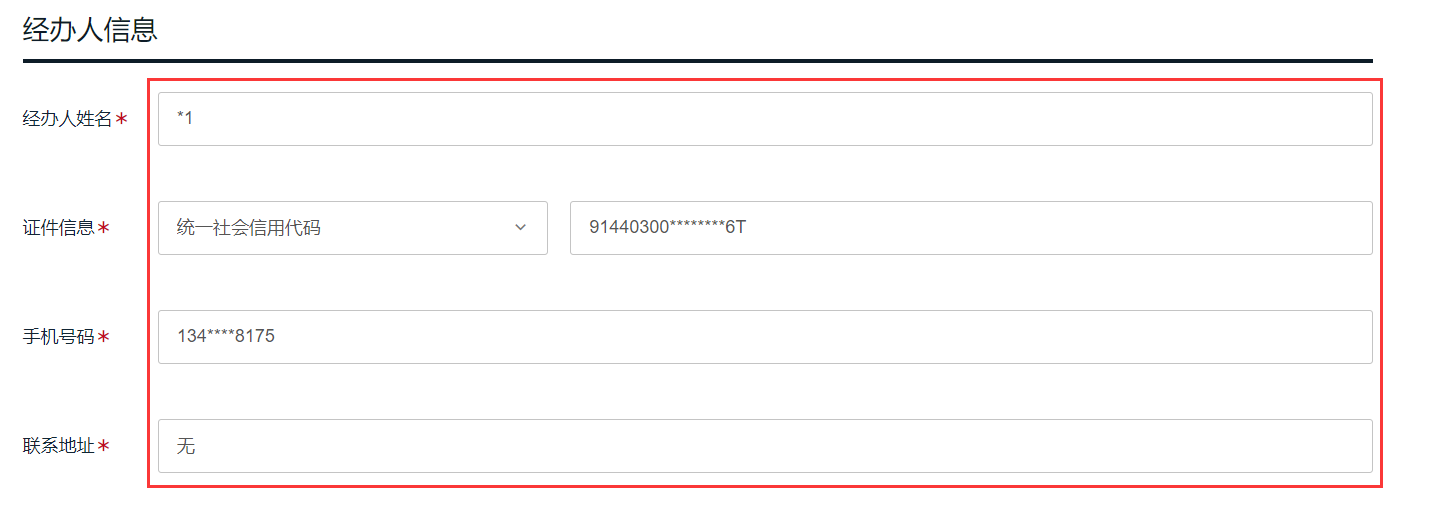 经办人信息
经办人姓名* *1
证件信息* 统一社会信用代码 91440300********6T
手机号码* 134****8175
联系地址* 无